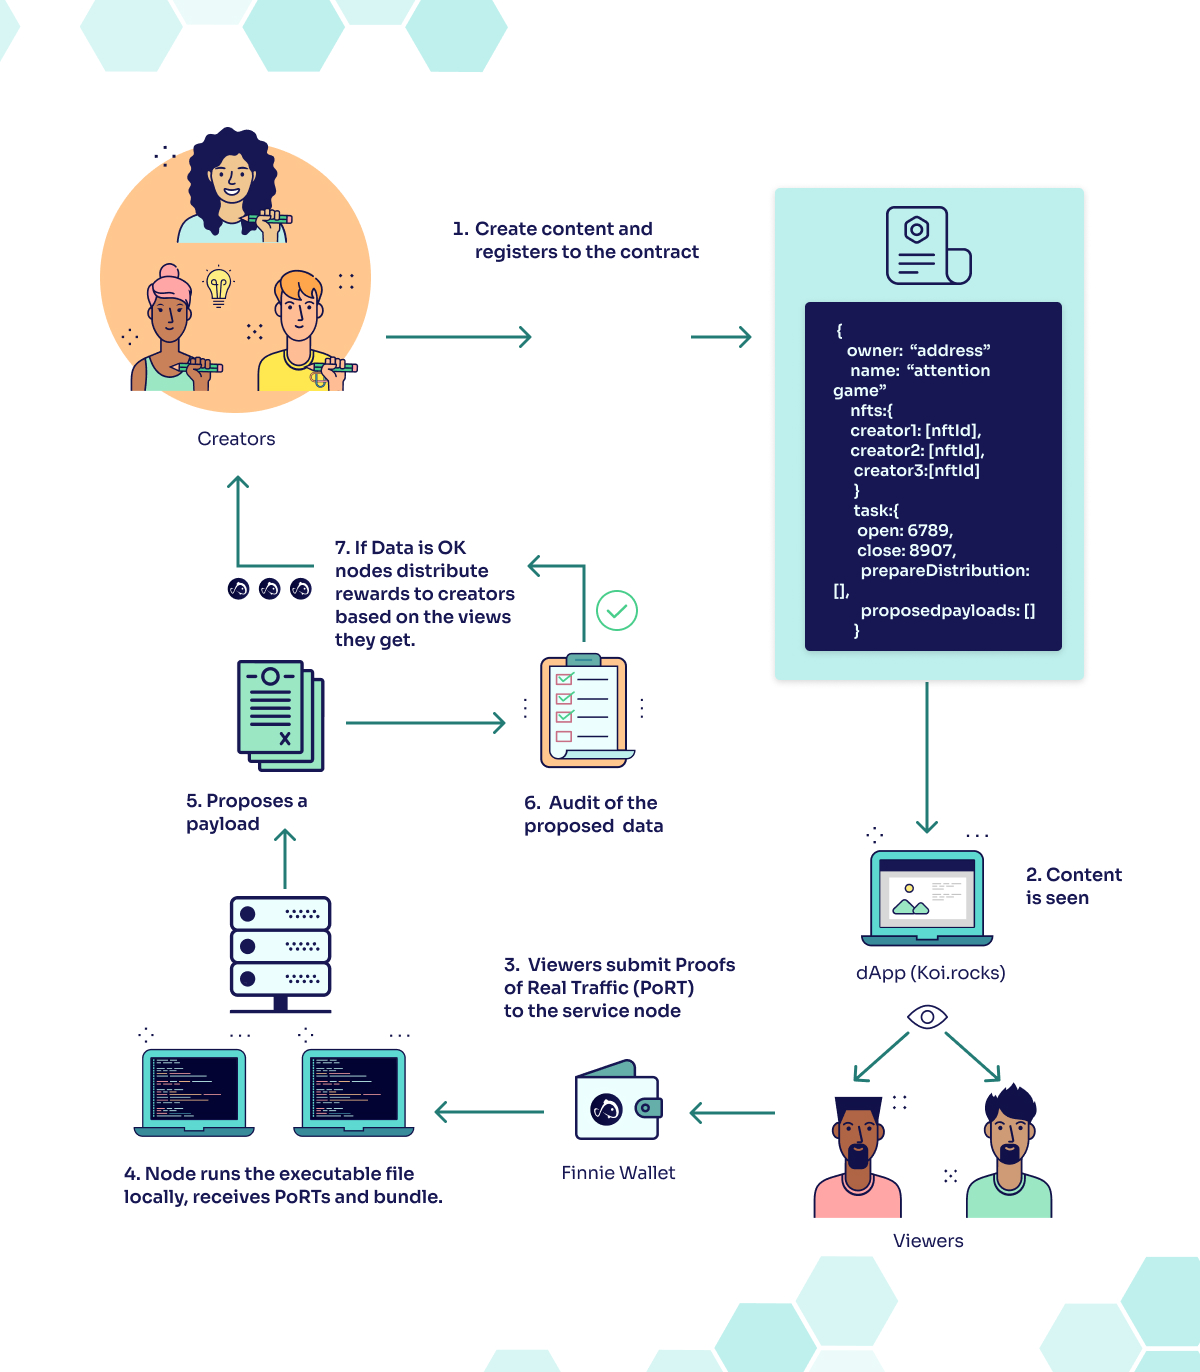 1. Create content and
registers to the contract
{
owner: “address”
name: “attention
game”
nfts:{
creator1: [nftId],
creator2: [nftId],
creator3:[nftId]
}
task:{
open: 6789,
close: 8907,
prepareDistribution:
[],
proposedpayloads: []
}
Creators
7. If Data is OK
nodes distribute
rewards to creators
based on the views
they get.
5. Proposes a
payload
6. Audit of the
proposed data
2. Content
is seen
dApp (Koi.rocks)
3. Viewers submit Proofs
of Real Traffic (PoRT)
to the service node
4. Node runs the executable file
locally, receives PoRTs and bundle.
Finnie Wallet
Viewers